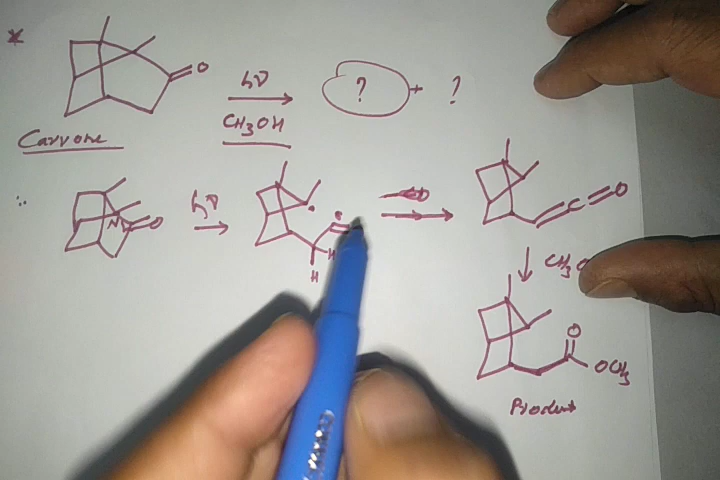 *
O
hν
?
+ ?
CH3OH
Carvone
∴
O
hν
H
H
C
O
CH3O
O
OCH3
Product